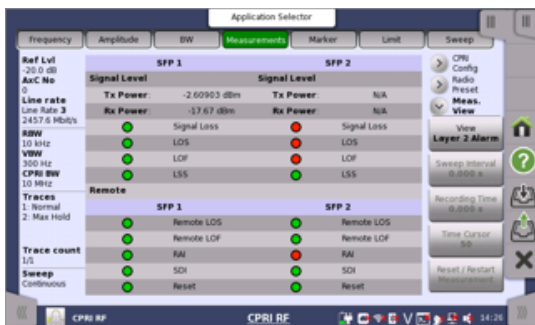 Application Selector
Frequency Amplitude BW Measurements Marker Limit Sweep
Ref Lvl
-20.0 dB
AxC No
0
Line rate
Line Rate 3
2457.6 Mbit/s
RBW
10 kHz
VBW
300 Hz
CPRI BW
10 MHz
Traces
1: Normal
2: Max Hold
Trace count
1/1
Sweep
Continuous
SFP 1 SFP 2
Signal Level Signal Level
Tx Power: -2.60903 dBm Tx Power: N/A
Rx Power: -17.67 dBm Rx Power: N/A
Signal Loss Signal Loss
LOS LOS
LOF LOF
LSS LSS
Remote
SFP 1 SFP 2
Remote LOS Remote LOS
Remote LOF Remote LOF
RAI RAI
SDI SDI
Reset Reset
CPRI
Config
Radio
Preset
Meas.
View
View
Layer 2 Alarm
Sweep Interval
0.000 s
Recording Time
0.000 s
Time Cursor
50
Reset / Restart
Measurement
CPRI RF CPRI RF 14:26